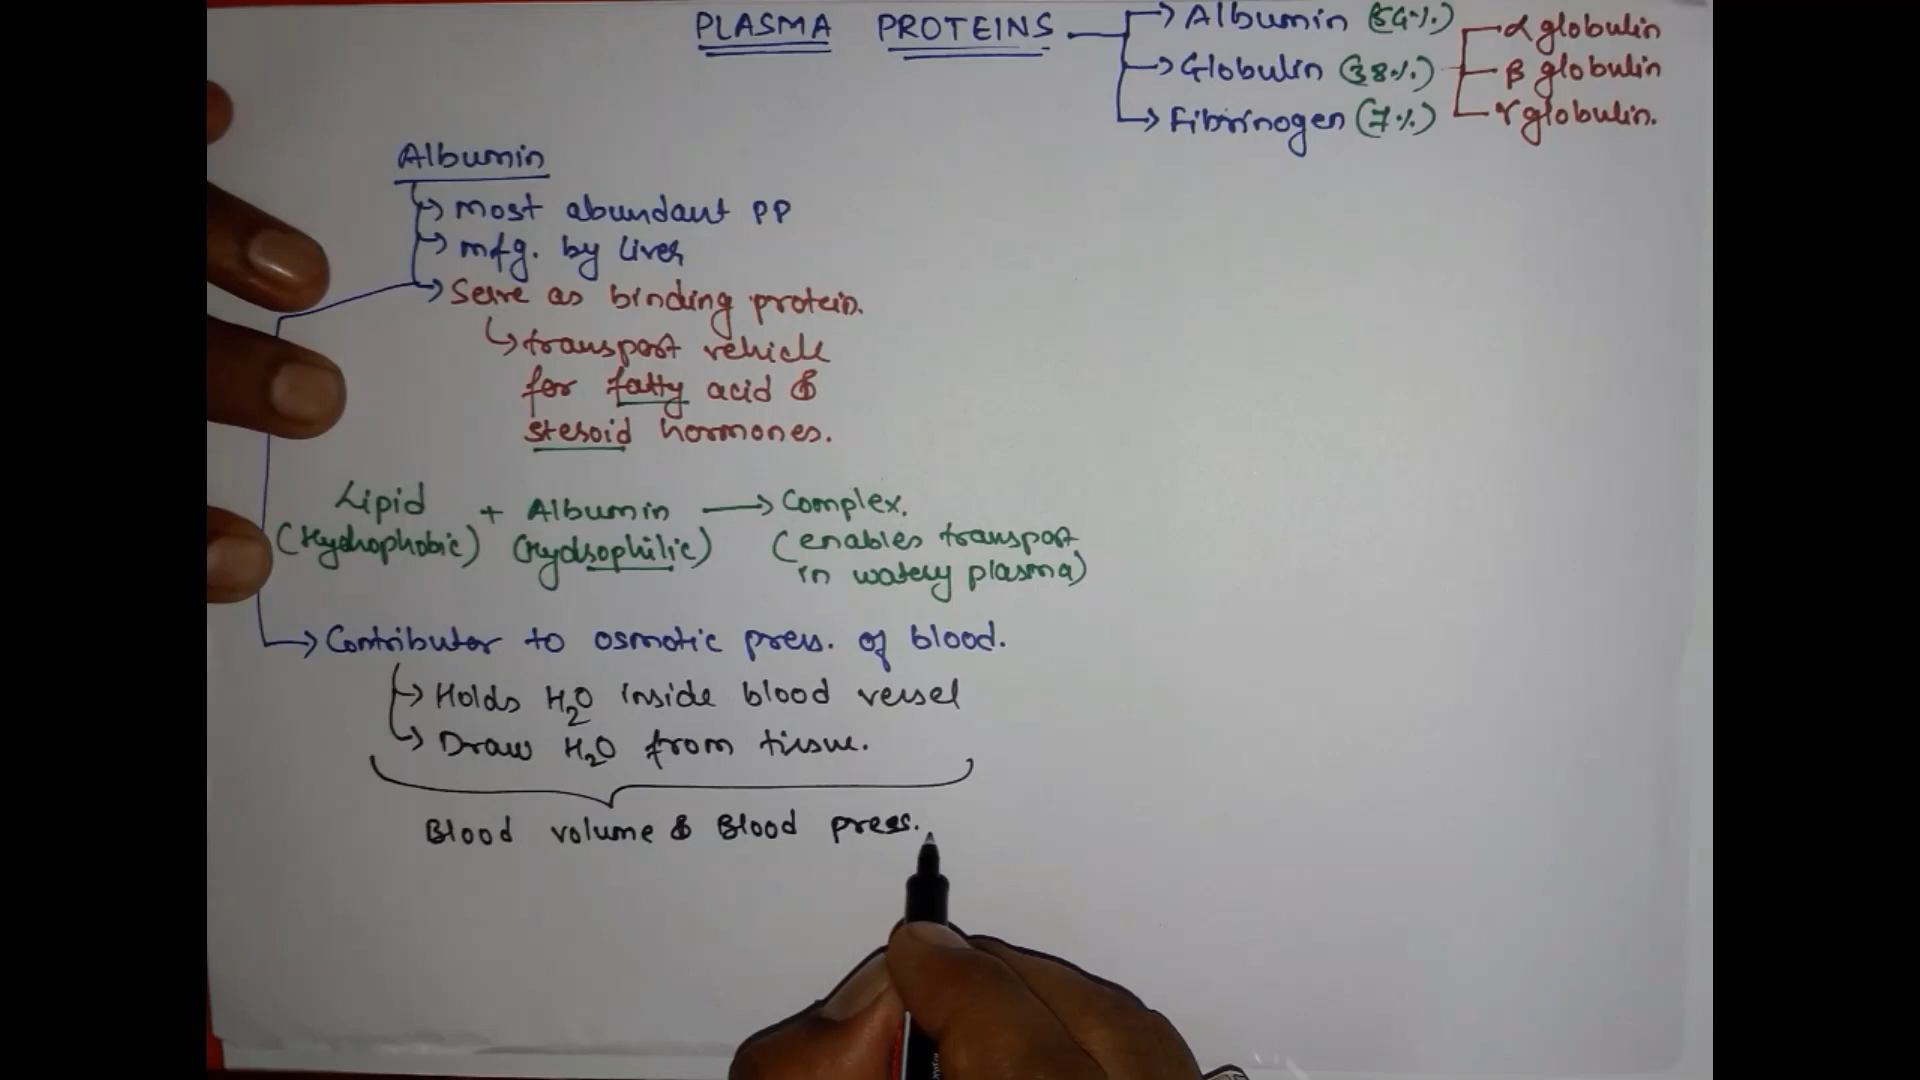 PLASMA PROTEINS
Albumin (54%)
Globulin (38%)
Fibrinogen (7%)
α globulin
β globulin
γ globulin.
Albumin
most abundant PP
mfg. by liver
Serve as binding protein.
transport vehicle
for fatty acid &
steroid hormones.
Lipid + Albumin → Complex.
(Hydrophobic) (Hydrophilic) (enables transport
in watery plasma)
Contributer to osmotic press. of blood.
Holds H₂O inside blood vessel
Draw H₂O from tissue.
Blood volume & Blood press.